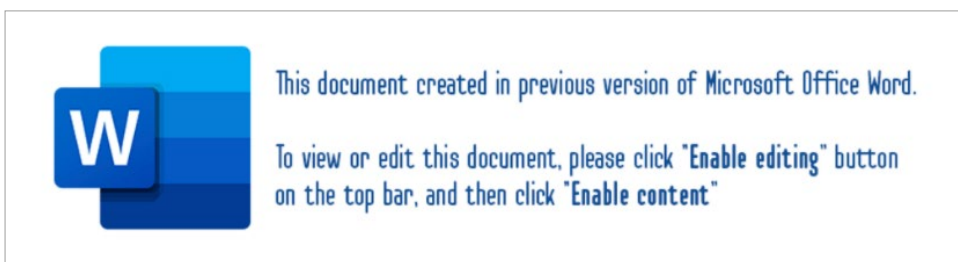 W
This document created in previous version of Microsoft Office Word.
To view or edit this document, please click "Enable editing" button
on the top bar, and then click "Enable content"